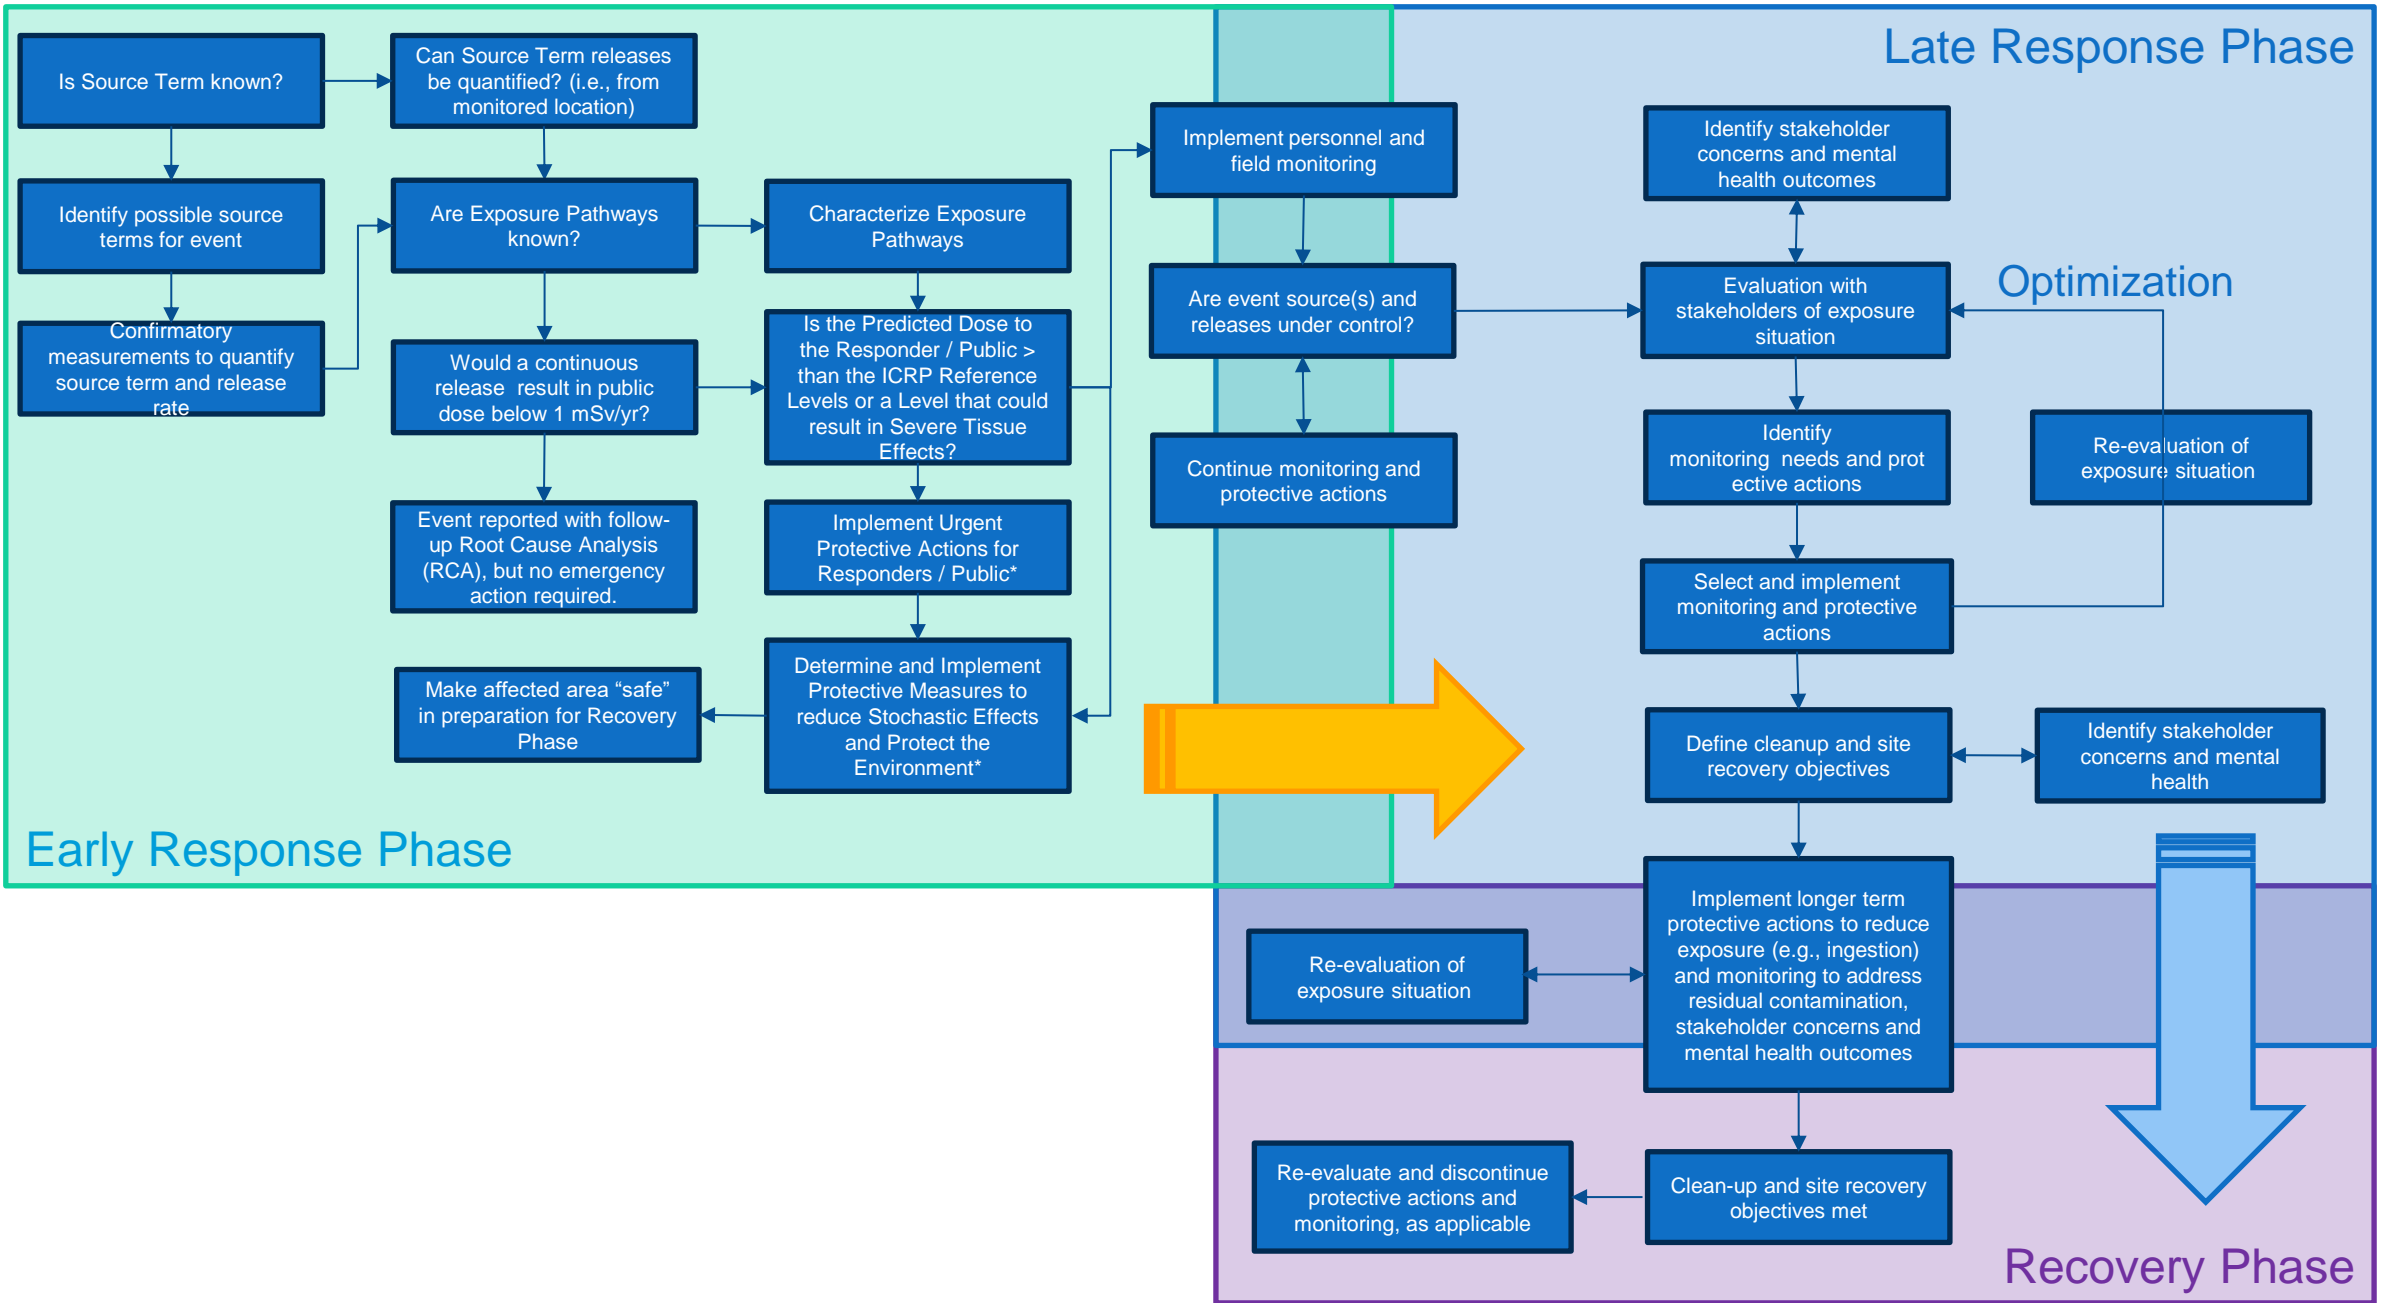 Late Response Phase
Is Source Term known?
Can Source Term releases
be quantified? (i.e., from
monitored location)
Identify possible source
terms for event
Are Exposure Pathways
known?
Characterize Exposure
Pathways
Confirmatory
measurements to quantify
source term and release
rate
Would a continuous
release  result in public
dose below 1 mSv/yr?
Is the Predicted Dose to
the Responder / Public >
than the ICRP Reference
Levels or a Level that could
result in Severe Tissue
Effects?
Event reported with follow-
up Root Cause Analysis
(RCA), but no emergency
action required.
Implement Urgent
Protective Actions for
Responders / Public*
Make affected area “safe”
in preparation for Recovery
Phase
Determine and Implement
Protective Measures to
reduce Stochastic Effects
and Protect the
Environment*
Early Response Phase
Implement personnel and
field monitoring
Are event source(s) and
releases under control?
Continue monitoring and
protective actions
Identify stakeholder
concerns and mental
health outcomes
Evaluation with
stakeholders of exposure
situation
Optimization
Identify
monitoring  needs and prot
ective actions
Re-evaluation of
exposure situation
Select and implement
monitoring and protective
actions
Define cleanup and site
recovery objectives
Identify stakeholder
concerns and mental
health
Implement longer term
protective actions to reduce
exposure (e.g., ingestion)
and monitoring to address
residual contamination,
stakeholder concerns and
mental health outcomes
Re-evaluation of
exposure situation
Re-evaluate and discontinue
protective actions and
monitoring, as applicable
Clean-up and site recovery
objectives met
Recovery Phase